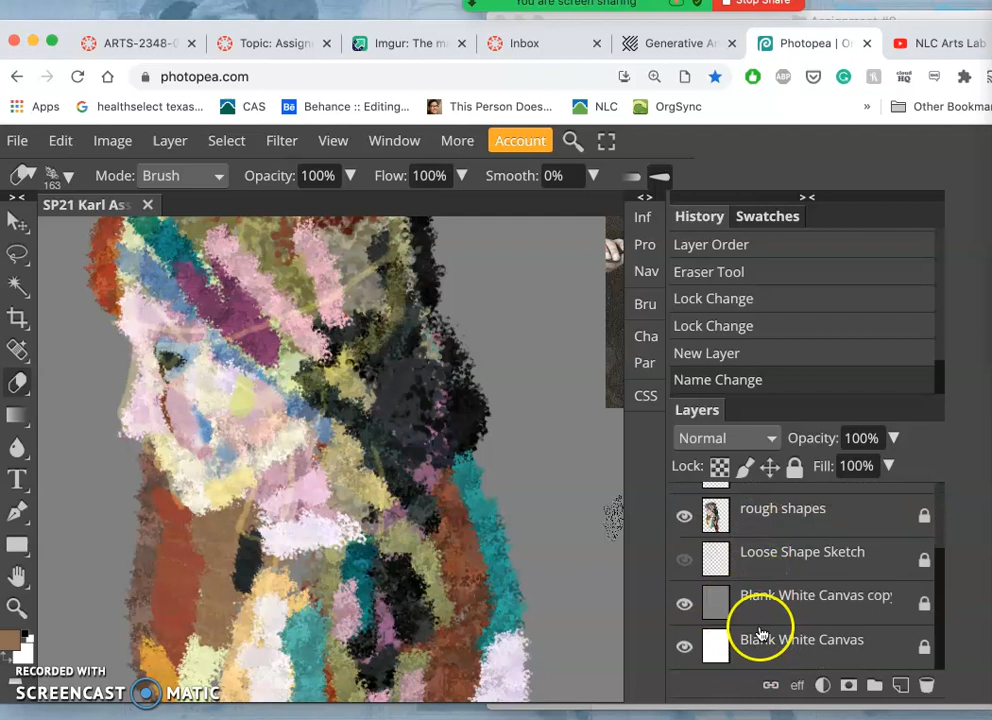 You are screen sharing
Stop Share
ARTS-2348-0
Topic: Assign
Imgur: The m
Inbox
Generative Ar
Photopea | O
NLC Arts Lab
photopea.com
Apps
healthselect texas...
CAS
Behance :: Editing...
This Person Does...
NLC
OrgSync
»
Other Bookma
File Edit Image Layer Select Filter View Window More Account
163
Mode: Brush Opacity: 100% Flow: 100% Smooth: 0%
SP21 Karl Ass
History Swatches
Layer Order
Eraser Tool
Lock Change
Lock Change
New Layer
Name Change
Inf
Pro
Nav
Bru
Cha
Par
CSS
Layers
Normal Opacity: 100%
Lock: Fill: 100%
rough shapes
Loose Shape Sketch
Blank White Canvas copy
Blank White Canvas
eff
RECORDED WITH
SCREENCAST MATIC